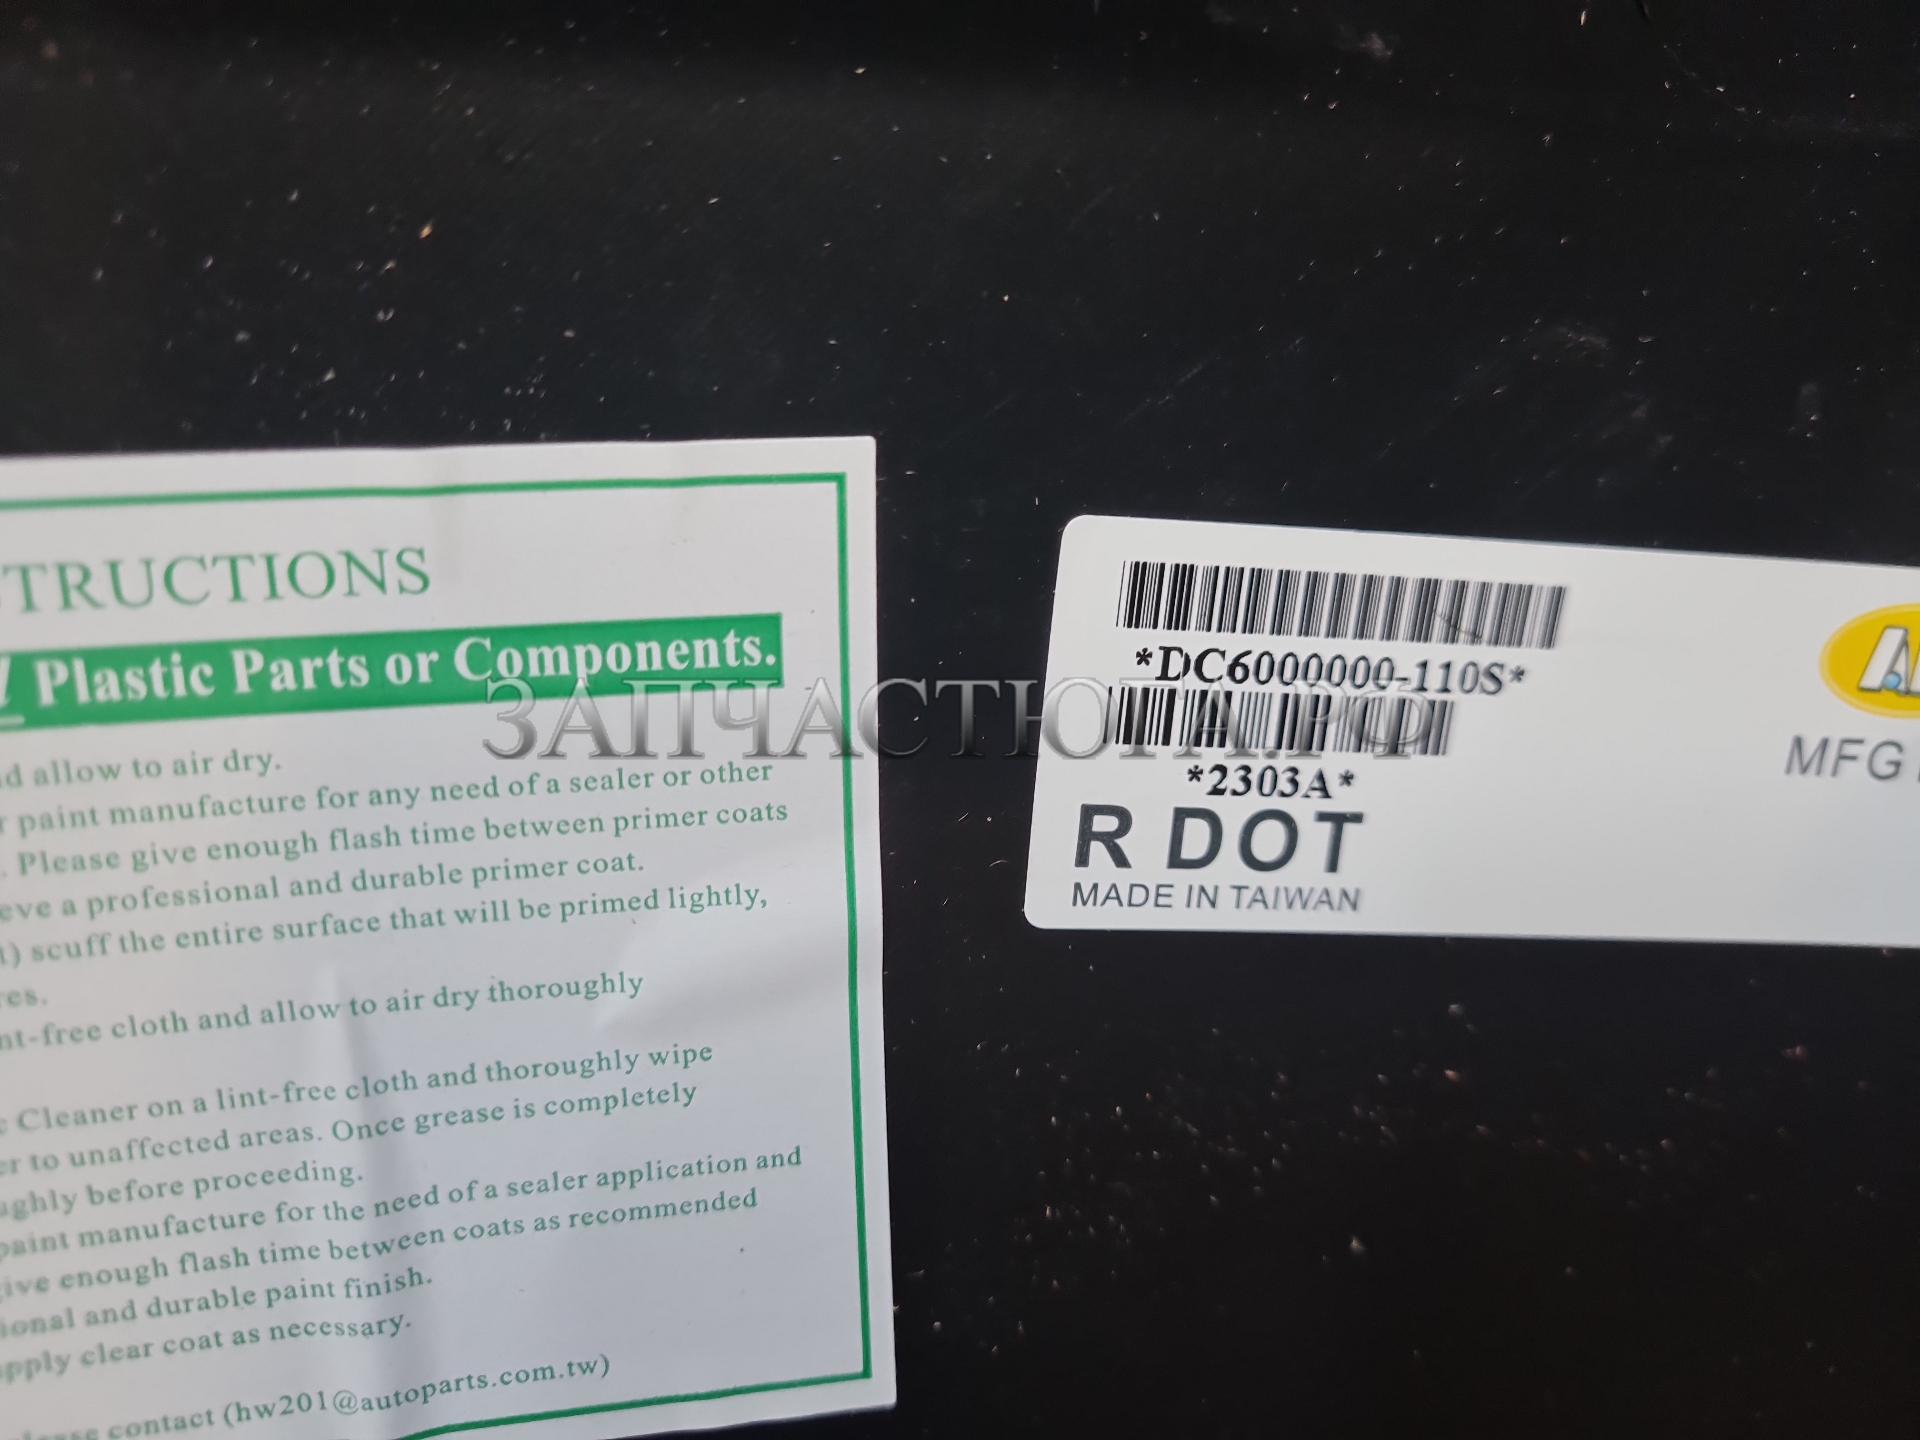 STRUCTIONS
Plastic Parts or Components.
allow to air dry.
paint manufacture for any need of a sealer or other
. Please give enough flash time between primer coats
eve a professional and durable primer coat.
t) scuff the entire surface that will be primed lightly,
res.
nt-free cloth and allow to air dry thoroughly
Cleaner on a lint-free cloth and thoroughly wipe
er to unaffected areas. Once grease is completely
ughly before proceeding.
paint manufacture for the need of a sealer application and
give enough flash time between coats as recommended
ional and durable paint finish.
apply clear coat as necessary.
please contact (hw201@autoparts.com.tw)
ЗАПЧАСТЮГА.РФ
*DC6000000-110S*
*2303A*
R DOT
MADE IN TAIWAN
MFG